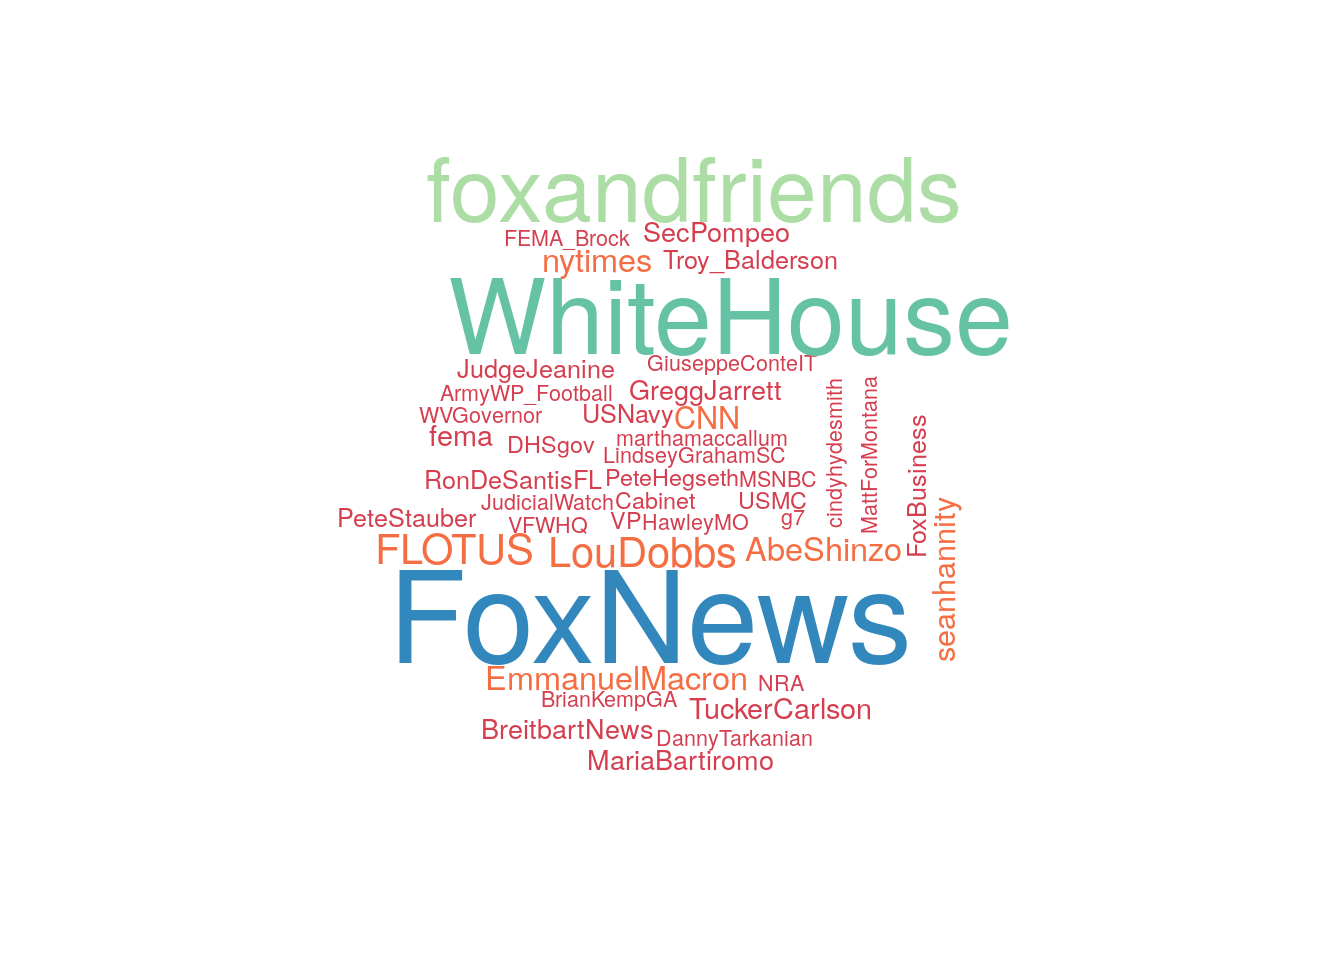 foxandfriends
FEMA_Brock
SecPompeo
nytimes
Troy_Balderson
WhiteHouse
JudgeJeanine
GiuseppeConteIT
ArmyWP_Football
GreggJarrett
WVGovernor
USNavy
CNN
fema
DHSgov
marthamaccallum
LindseyGrahamSC
RonDeSantisFL
PeteHegseth
MSNBC
JudicialWatch
Cabinet
USMC
cindyhydesmith
MattForMontana
FoxBusiness
seanhannity
PeteStauber
VFWHQ
VP
HawleyMO
g7
FLOTUS
LouDobbs
AbeShinzo
FoxNews
EmmanuelMacron
NRA
BrianKempGA
TuckerCarlson
BreitbartNews
DannyTarkanian
MariaBartiromo